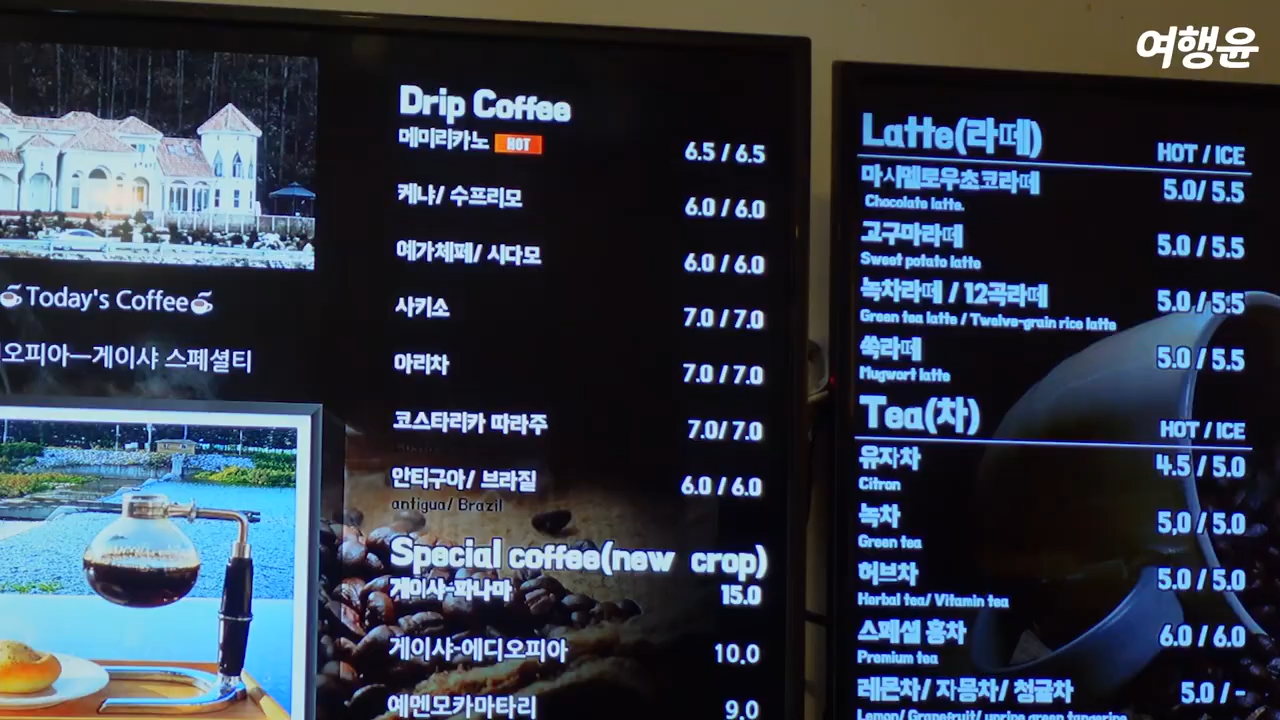 여행윤
☕Today's Coffee☕
오피아—게이샤 스페셜티
Drip Coffee
메미리카노 HOT 6.5 / 6.5
케냐/ 수프리모 6.0 / 6.0
예가체페/ 시다모 6.0 / 6.0
사키소 7.0 / 7.0
아리차 7.0 / 7.0
코스타리카 따라주 7.0/ 7.0
안티구아/ 브라질 6.0 / 6.0
antigua/ Brazil
Special coffee(new crop)
게이샤-파나마 15.0
게이샤-에디오피아 10.0
예멘모카마타리 9.0
Latte(라떼) HOT / ICE
마시멜로우초코라떼 5.0/ 5.5
Chocolate latte.
고구마라떼 5.0 / 5.5
Sweet potato latte
녹차라떼 / 12곡라떼 5.0 / 5.5
Green tea latte / Twelve-grain rice latte
쑥라떼 5.0 / 5.5
Mugwort latte
Tea(차) HOT / ICE
유자차 4.5 / 5.0
Citron
녹차 5,0 / 5.0
Green tea
허브차 5.0 / 5.0
Herbal tea/ Vitamin tea
스페셜 홍차 6.0 / 6.0
Premium tea
레몬차/ 자몽차/ 청귤차 5.0 / -
Lemon/ Grapefruit/ unripe green tangerine